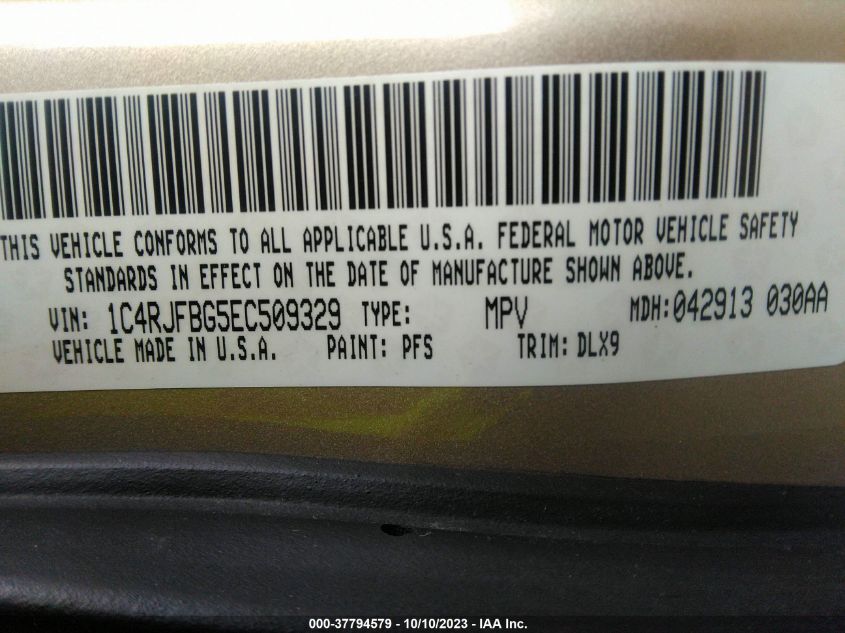 THIS VEHICLE CONFORMS TO ALL APPLICABLE U.S.A. FEDERAL MOTOR VEHICLE SAFETY
STANDARDS IN EFFECT ON THE DATE OF MANUFACTURE SHOWN ABOVE.
VIN: 1C4RJFBG5EC509329 TYPE: MPV MDH:042913 030AA
VEHICLE MADE IN U.S.A. PAINT: PFS TRIM: DLX9
000-37794579 - 10/10/2023 - IAA Inc.